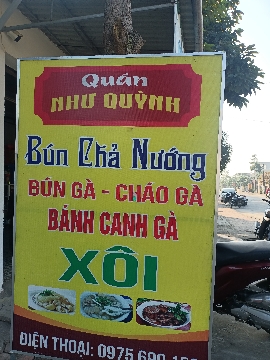 Quán
NHƯ QUỲNH
Bún Chả Nướng
BÚN GÀ - CHÁO GÀ
BÁNH CANH GÀ
XÔI
ĐIỆN THOẠI: 0975 690